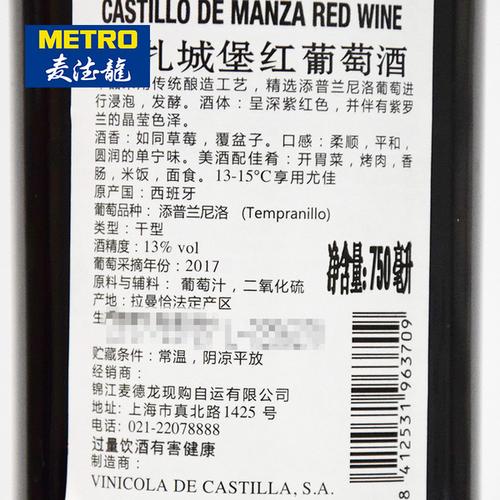 METRO
麦德龍
CASTILLO DE MANZA RED WINE
扎城堡红葡萄酒
传统酿造工艺，精选添普兰尼洛葡萄进
行浸泡，发酵。酒体：呈深紫红色，并伴有紫罗
兰的晶莹色泽。
酒香：如同草莓，覆盆子。口感：柔顺，平和，
圆润的单宁味。美酒配佳肴：开胃菜，烤肉，香
肠，米饭，面食。13-15°C享用尤佳
原产国：西班牙
葡萄品种：添普兰尼洛 (Tempranillo)
类型：干型
酒精度：13% vol
葡萄采摘年份：2017
原料与辅料：葡萄汁，二氧化硫
产地：拉曼恰法定产区
净含量:750毫升
生产
贮藏条件：常温，阴凉平放
经销商：
锦江麦德龙现购自运有限公司
地址：上海市真北路1425 号
电话：021-22078888
过量饮酒有害健康
制造商：
VINICOLA DE CASTILLA, S.A.
8 412531 963709